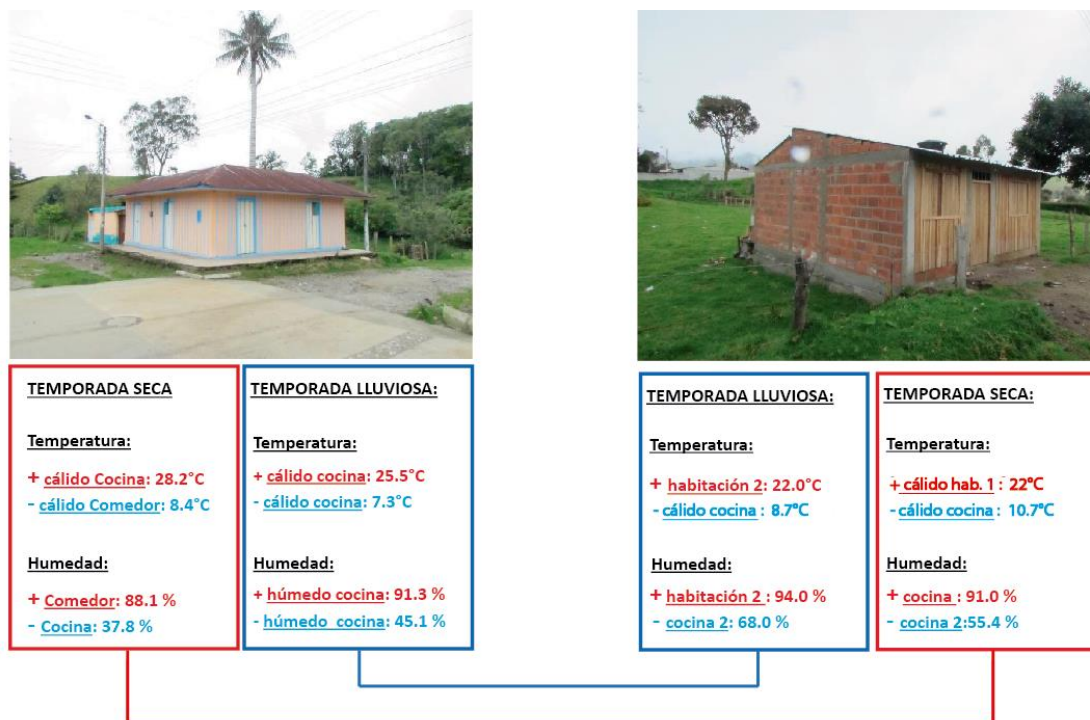 TEMPORADA SECA
Temperatura:
+ cálido Cocina: 28.2°C
- cálido Comedor: 8.4°C
Humedad:
+ Comedor: 88.1 %
- Cocina: 37.8 %
TEMPORADA LLUVIOSA:
Temperatura:
+ cálido cocina: 25.5°C
- cálido cocina: 7.3°C
Humedad:
+ húmedo cocina: 91.3 %
- húmedo cocina: 45.1 %
TEMPORADA LLUVIOSA:
Temperatura:
+ habitación 2: 22.0°C
- cálido cocina : 8.7°C
Humedad:
+ habitación 2 : 94.0 %
- cocina 2: 68.0 %
TEMPORADA SECA:
Temperatura:
+ cálido hab. 1 : 22°C
- cálido cocina : 10.7°C
Humedad:
+ cocina : 91.0 %
- cocina 2:55.4 %